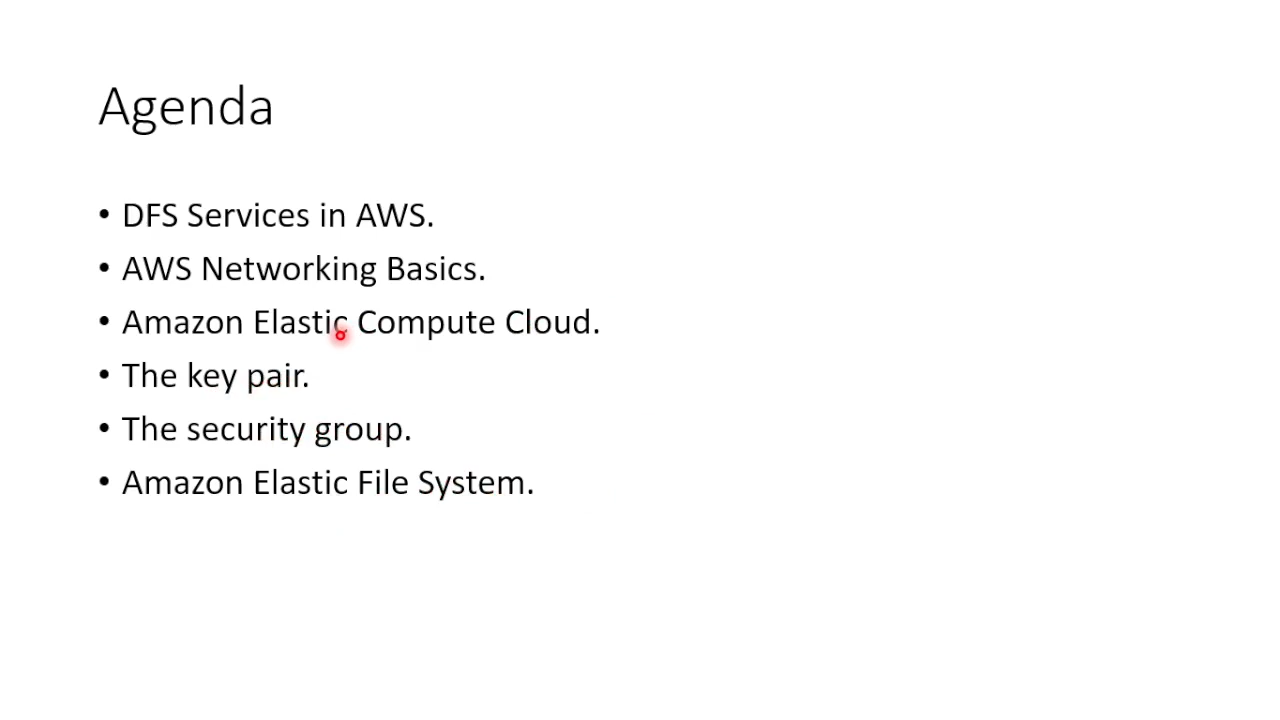 Agenda
• DFS Services in AWS.
• AWS Networking Basics.
• Amazon Elastic Compute Cloud.
• The key pair.
• The security group.
• Amazon Elastic File System.